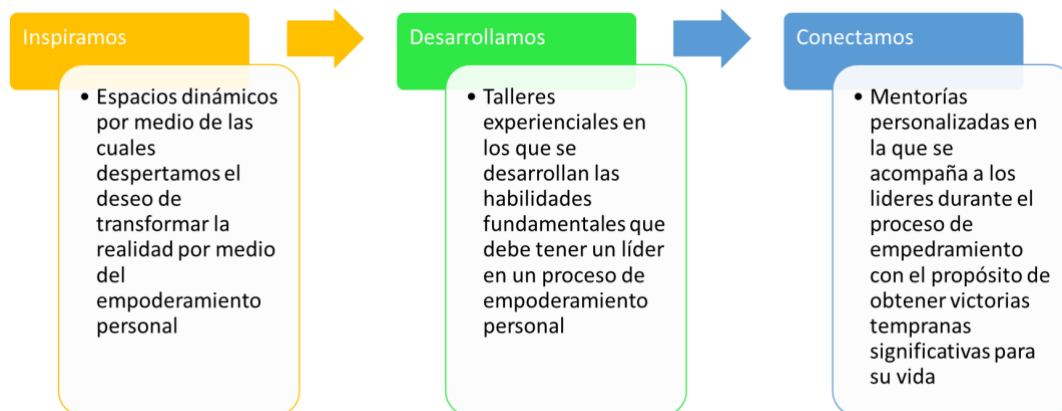 Inspiramos
• Espacios dinámicos
por medio de las
cuales
despertamos el
deseo de
transformar la
realidad por medio
del
empoderamiento
personal
Desarrollamos
• Talleres
experienciales en
los que se
desarrollan las
habilidades
fundamentales que
debe tener un líder
en un proceso de
empoderamiento
personal
Conectamos
• Mentorías
personalizadas en
la que se
acompaña a los
lideres durante el
proceso de
empedramiento
con el propósito de
obtener victorias
tempranas
significativas para
su vida